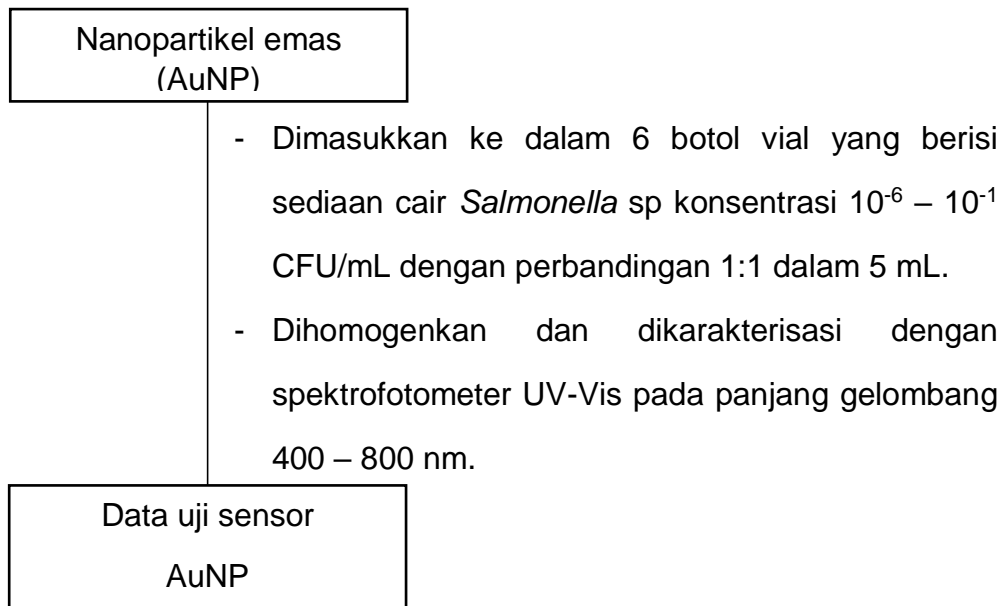 Nanopartikel emas
(AuNP)
- Dimasukkan ke dalam 6 botol vial yang berisi
sediaan cair Salmonella sp konsentrasi 10⁻⁶ – 10⁻¹
CFU/mL dengan perbandingan 1:1 dalam 5 mL.
- Dihomogenkan dan dikarakterisasi dengan
spektrofotometer UV-Vis pada panjang gelombang
400 – 800 nm.
Data uji sensor
AuNP